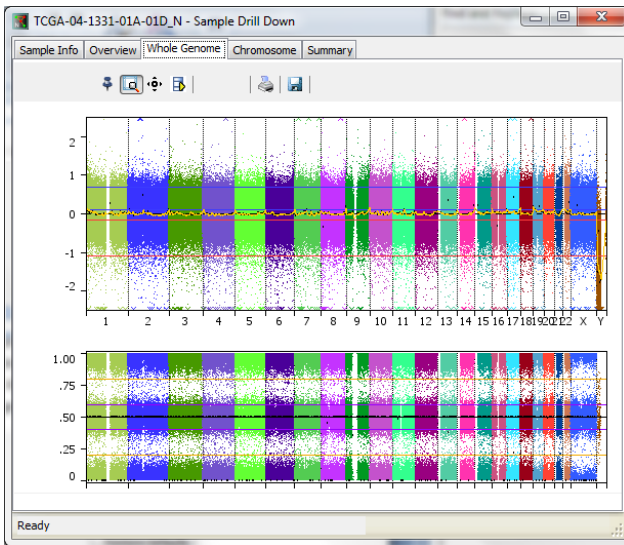 TCGA-04-1331-01A-01D_N - Sample Drill Down
Sample Info Overview Whole Genome Chromosome Summary
2
1
0
-1
-2
1 2 3 4 5 6 7 8 9 10 11 12 13 14 15 16 17 18 19 20 21 22 X Y
1.00
.75
.50
.25
0
Ready